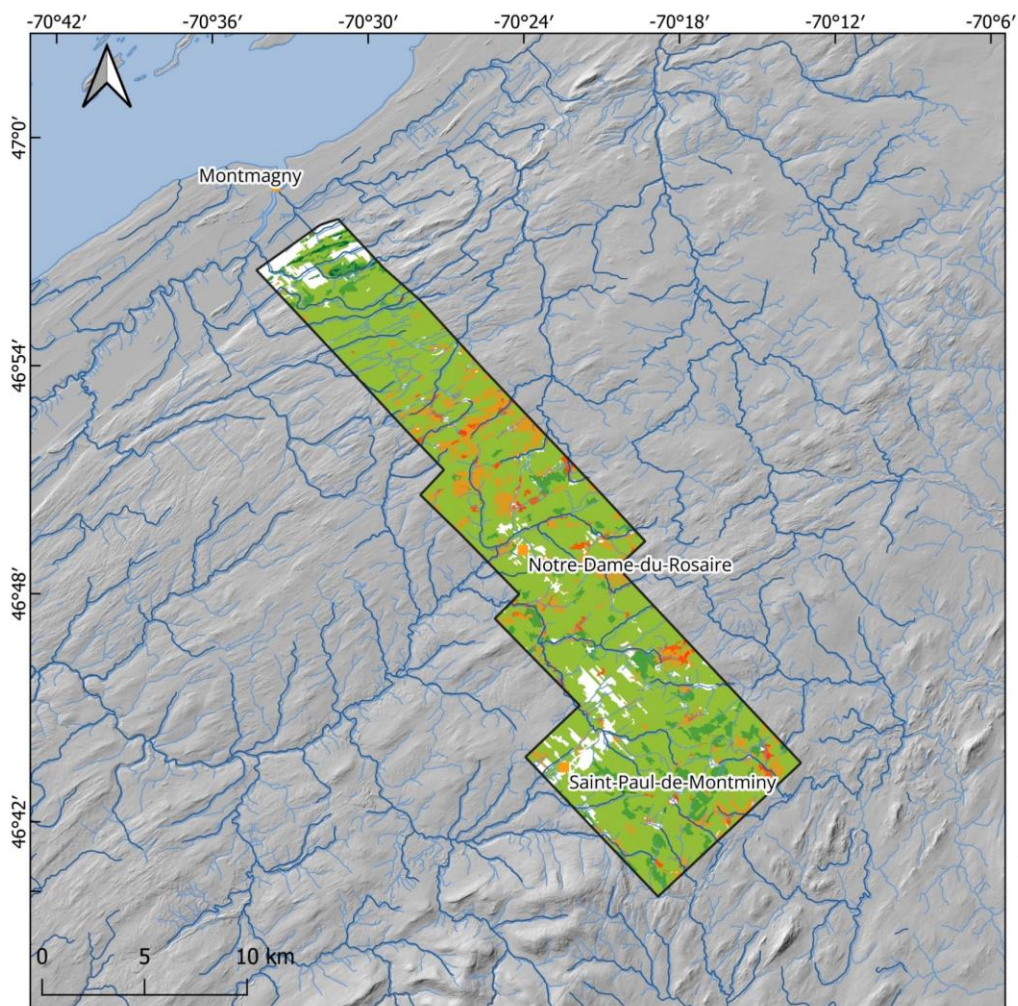 -70°42′ -70°36′ -70°30′ -70°24′ -70°18′ -70°12′ -70°6′
47°0′
Montmagny
46°54′
Notre-Dame-du-Rosaire
46°48′
Saint-Paul-de-Montminy
46°42′
0 5 10 km